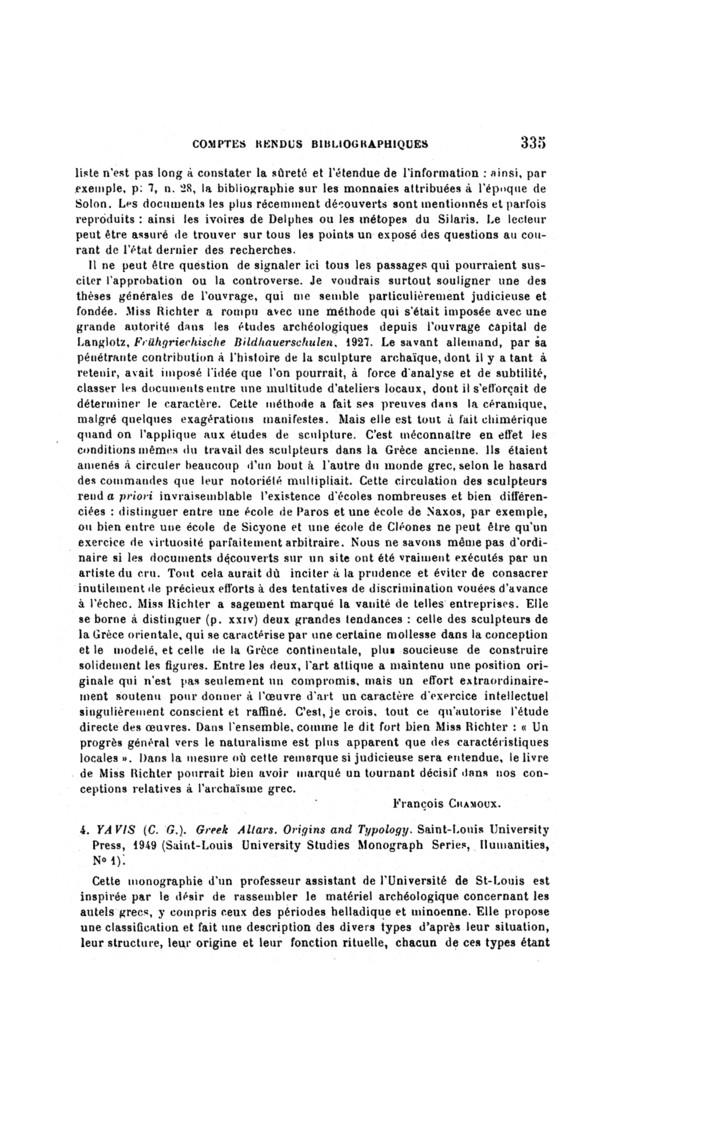 COMPTES RENDUS BIBLIOGRAPHIQUES 335
liste n'est pas long à constater la sûreté et l'étendue de l'information : ainsi, par
exemple, p: 7, n. 28, la bibliographie sur les monnaies attribuées à l'époque de
Solon. Les documents les plus récemment découverts sont mentionnés et parfois
reproduits : ainsi les ivoires de Delphes ou les métopes du Silaris. Le lecteur
peut être assuré de trouver sur tous les points un exposé des questions au cou-
rant de l'état dernier des recherches.
Il ne peut être question de signaler ici tous les passages qui pourraient sus-
citer l'approbation ou la controverse. Je voudrais surtout souligner une des
thèses générales de l'ouvrage, qui me semble particulièrement judicieuse et
fondée. Miss Richter a rompu avec une méthode qui s'était imposée avec une
grande autorité dans les études archéologiques depuis l'ouvrage capital de
Langlotz, Frühgriechische Bildhauerschulen, 1927. Le savant allemand, par sa
pénétrante contribution à l'histoire de la sculpture archaïque, dont il y a tant à
retenir, avait imposé l'idée que l'on pourrait, à force d'analyse et de subtilité,
classer les documents entre une multitude d'ateliers locaux, dont il s'efforçait de
déterminer le caractère. Cette méthode a fait ses preuves dans la céramique,
malgré quelques exagérations manifestes. Mais elle est tout à fait chimérique
quand on l'applique aux études de sculpture. C'est méconnaître en effet les
conditions mêmes du travail des sculpteurs dans la Grèce ancienne. Ils étaient
amenés à circuler beaucoup d'un bout à l'autre du monde grec, selon le hasard
des commandes que leur notoriété multipliait. Cette circulation des sculpteurs
rend a priori invraisemblable l'existence d'écoles nombreuses et bien différen-
ciées : distinguer entre une école de Paros et une école de Naxos, par exemple,
ou bien entre une école de Sicyone et une école de Cléones ne peut être qu'un
exercice de virtuosité parfaitement arbitraire. Nous ne savons même pas d'ordi-
naire si les documents découverts sur un site ont été vraiment exécutés par un
artiste du cru. Tout cela aurait dû inciter à la prudence et éviter de consacrer
inutilement de précieux efforts à des tentatives de discrimination vouées d'avance
à l'échec. Miss Richter a sagement marqué la vanité de telles entreprises. Elle
se borne à distinguer (p. XXIV) deux grandes tendances : celle des sculpteurs de
la Grèce orientale, qui se caractérise par une certaine mollesse dans la conception
et le modelé, et celle de la Grèce continentale, plus soucieuse de construire
solidement les figures. Entre les deux, l'art attique a maintenu une position ori-
ginale qui n'est pas seulement un compromis, mais un effort extraordinaire-
ment soutenu pour donner à l'œuvre d'art un caractère d'exercice intellectuel
singulièrement conscient et raffiné. C'est, je crois, tout ce qu'autorise l'étude
directe des œuvres. Dans l'ensemble, comme le dit fort bien Miss Richter : « Un
progrès général vers le naturalisme est plus apparent que des caractéristiques
locales ». Dans la mesure où cette remarque si judicieuse sera entendue, le livre
de Miss Richter pourrait bien avoir marqué un tournant décisif dans nos con-
ceptions relatives à l'archaïsme grec.
François CHAMOUX.
4. YAVIS (C. G.). Greek Altars. Origins and Typology. Saint-Louis University
Press, 1949 (Saint-Louis University Studies Monograph Series, Humanities,
No 1).
Cette monographie d'un professeur assistant de l'Université de St-Louis est
inspirée par le désir de rassembler le matériel archéologique concernant les
autels grecs, y compris ceux des périodes helladique et minoenne. Elle propose
une classification et fait une description des divers types d'après leur situation,
leur structure, leur origine et leur fonction rituelle, chacun de ces types étant